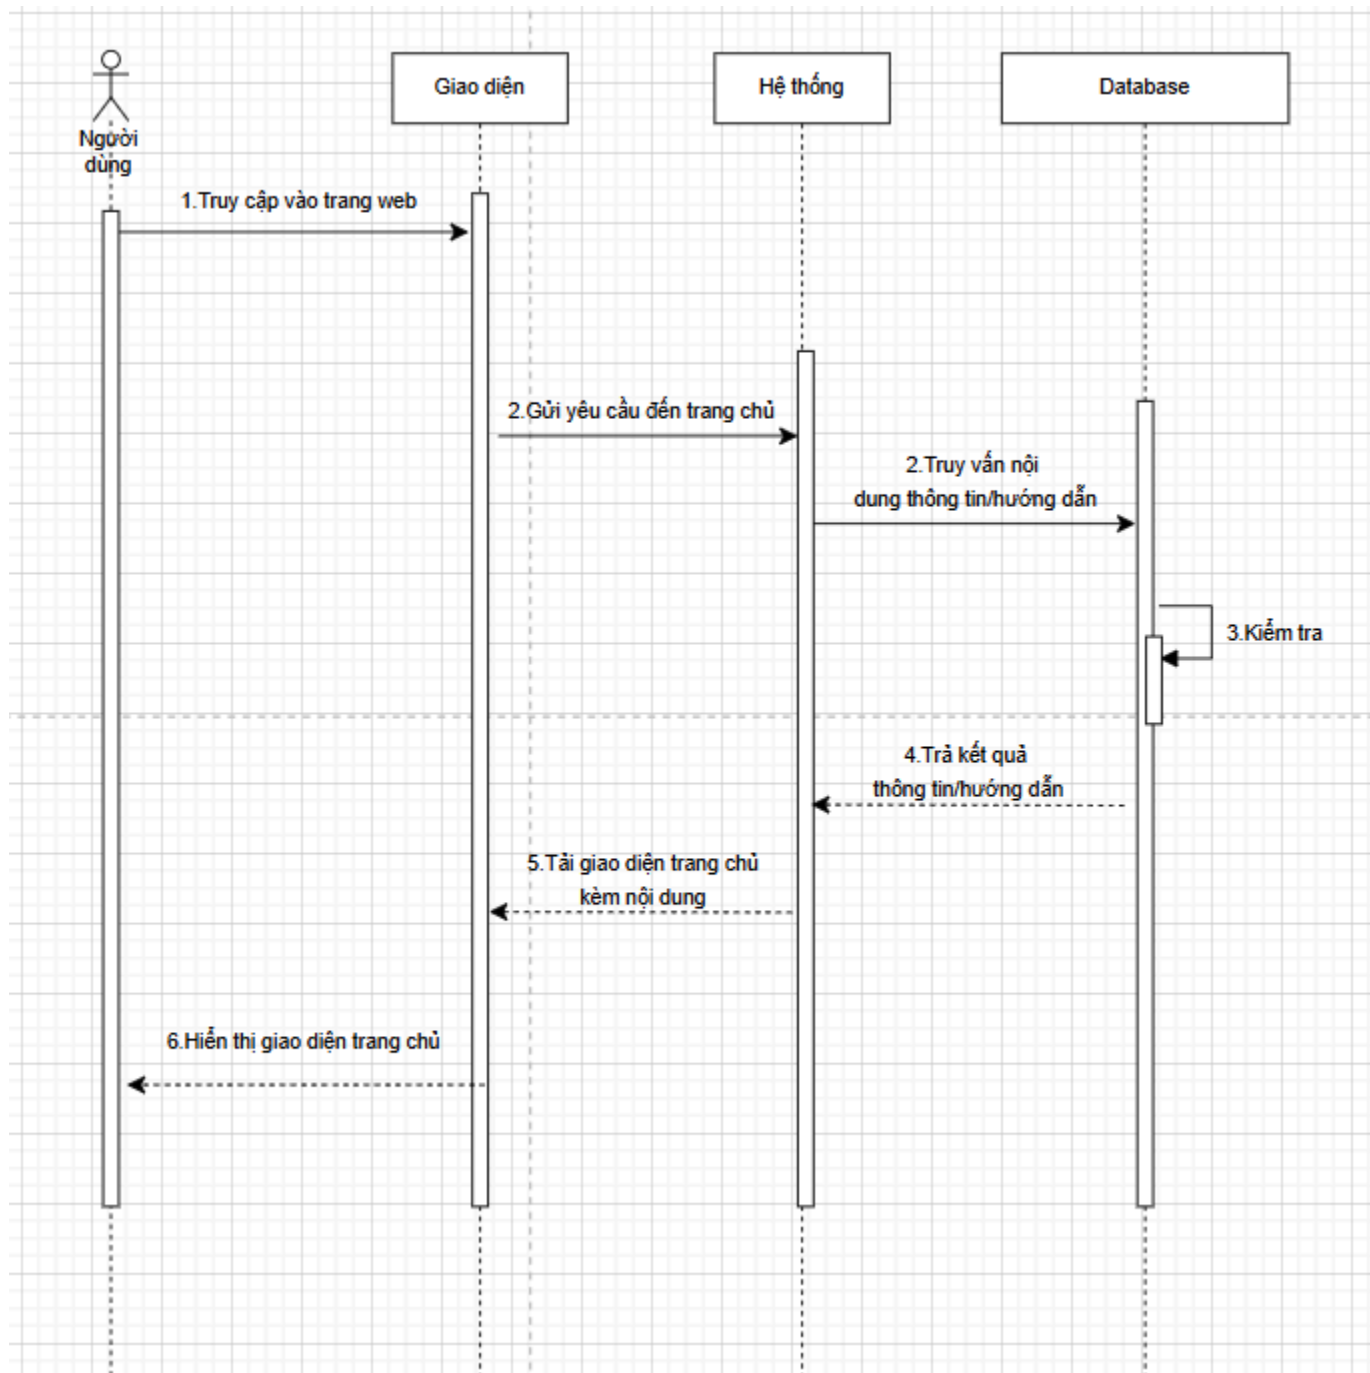 Người
dùng
Giao diện
Hệ thống
Database
1.Truy cập vào trang web
2.Gửi yêu cầu đến trang chủ
2.Truy vấn nội
dung thông tin/hướng dẫn
3.Kiểm tra
4.Trả kết quả
thông tin/hướng dẫn
5.Tải giao diện trang chủ
kèm nội dung
6.Hiển thị giao diện trang chủ